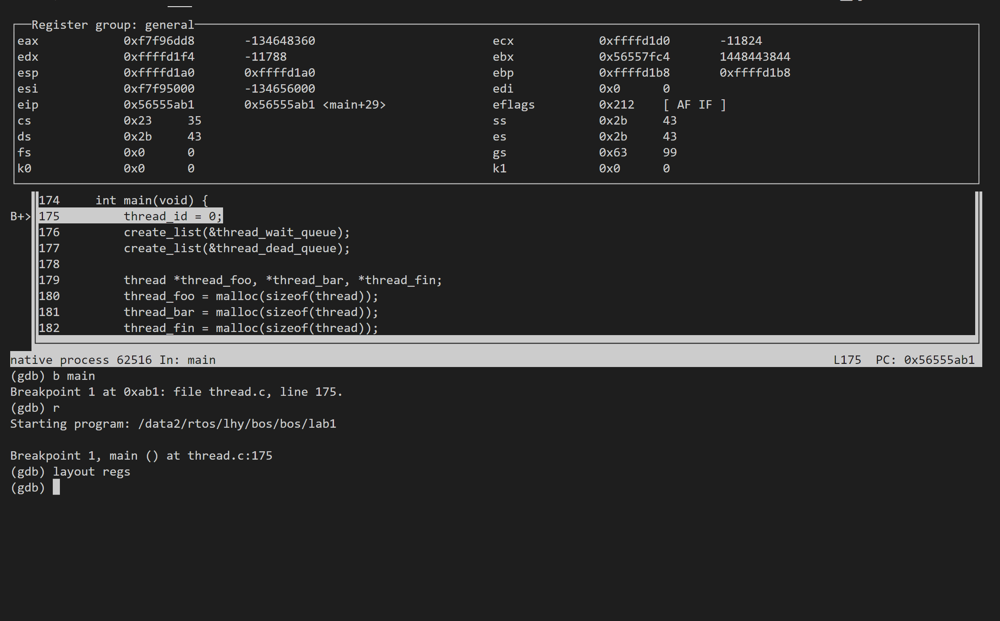 Register group: general
eax 0xf7f96dd8 -134648360 ecx 0xffffd1d0 -11824
edx 0xffffd1f4 -11788 ebx 0x56557fc4 1448443844
esp 0xffffd1a0 0xffffd1a0 ebp 0xffffd1b8 0xffffd1b8
esi 0xf7f95000 -134656000 edi 0x0 0
eip 0x56555ab1 0x56555ab1 <main+29> eflags 0x212 [ AF IF ]
cs 0x23 35 ss 0x2b 43
ds 0x2b 43 es 0x2b 43
fs 0x0 0 gs 0x63 99
k0 0x0 0 k1 0x0 0
174 int main(void) {
B+> 175 thread_id = 0;
176 create_list(&thread_wait_queue);
177 create_list(&thread_dead_queue);
178
179 thread *thread_foo, *thread_bar, *thread_fin;
180 thread_foo = malloc(sizeof(thread));
181 thread_bar = malloc(sizeof(thread));
182 thread_fin = malloc(sizeof(thread));
native process 62516 In: main L175 PC: 0x56555ab1
(gdb) b main
Breakpoint 1 at 0xab1: file thread.c, line 175.
(gdb) r
Starting program: /data2/rtos/lhy/bos/bos/lab1
Breakpoint 1, main () at thread.c:175
(gdb) layout regs
(gdb)